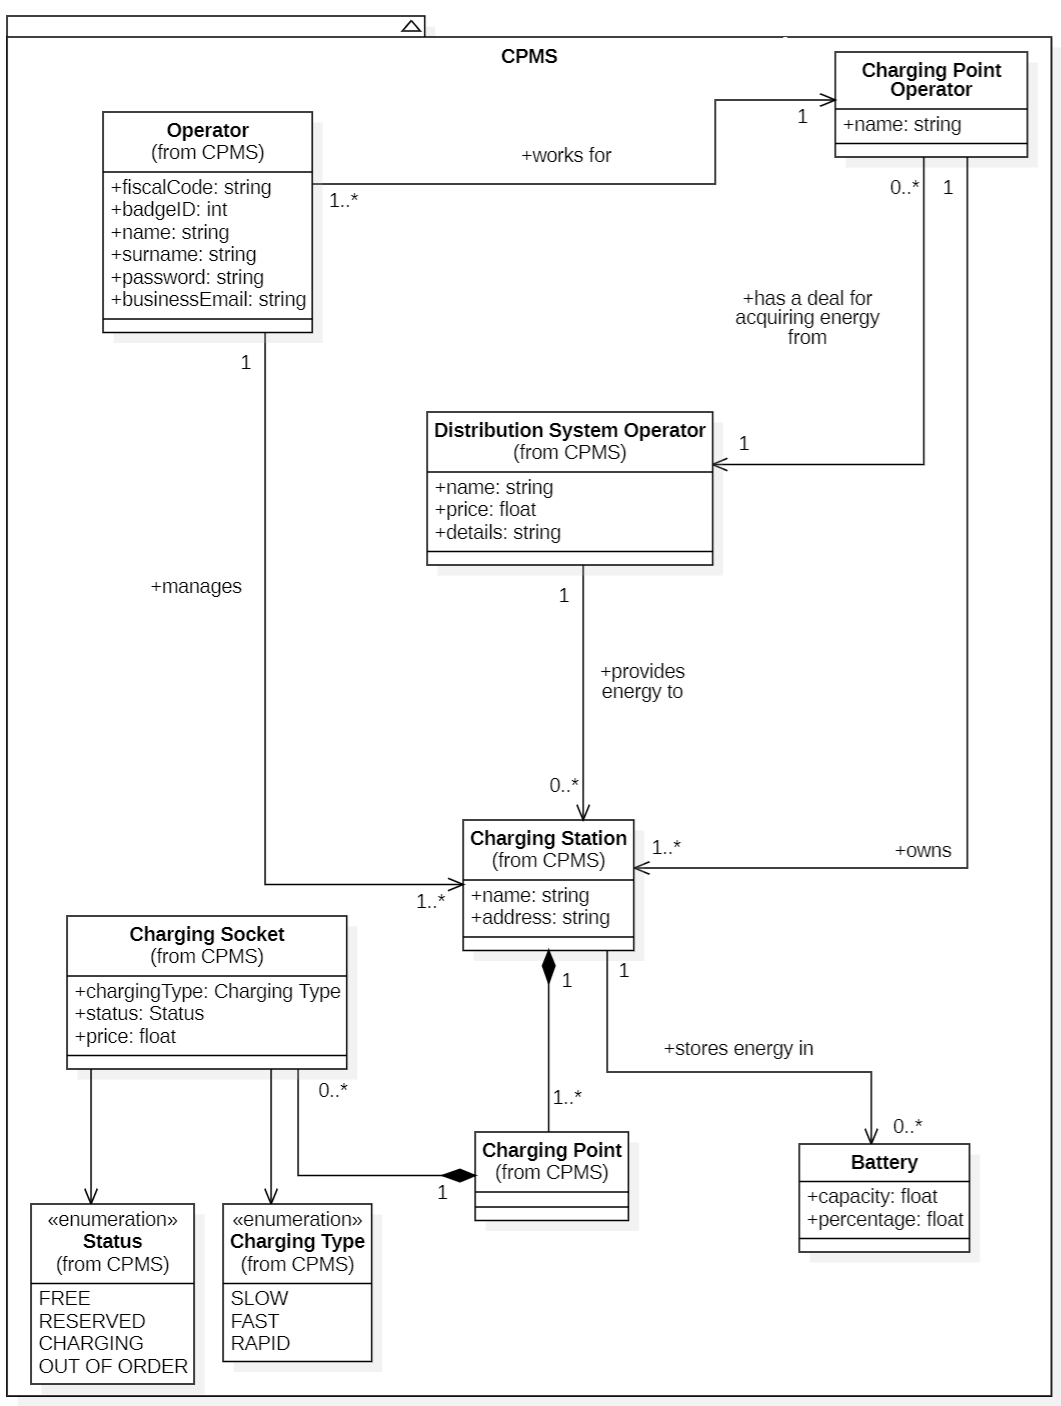 CPMS
Charging Point
Operator
+name: string
Operator
(from CPMS)
+fiscalCode: string
+badgeID: int
+name: string
+surname: string
+password: string
+businessEmail: string
+works for
1
1..*
0..*
1
+has a deal for
acquiring energy
from
1
1
Distribution System Operator
(from CPMS)
+name: string
+price: float
+details: string
+manages
1
+provides
energy to
0..*
Charging Station
(from CPMS)
+name: string
+address: string
1..*
+owns
1..*
Charging Socket
(from CPMS)
+chargingType: Charging Type
+status: Status
+price: float
1
1
+stores energy in
0..*
1..*
0..*
Charging Point
(from CPMS)
1
Battery
+capacity: float
+percentage: float
«enumeration»
Status
(from CPMS)
FREE
RESERVED
CHARGING
OUT OF ORDER
«enumeration»
Charging Type
(from CPMS)
SLOW
FAST
RAPID